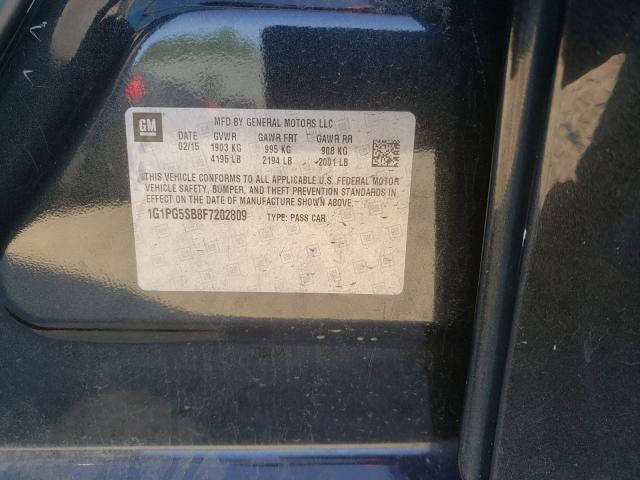 GM
MFD BY GENERAL MOTORS LLC
DATE GVWR GAWR FRT GAWR RR
02/15 1903 KG 995 KG 908 KG
4195 LB 2194 LB 2001 LB
THIS VEHICLE CONFORMS TO ALL APPLICABLE U.S. FEDERAL MOTOR
VEHICLE SAFETY, BUMPER, AND THEFT PREVENTION STANDARDS IN
EFFECT ON THE DATE OF MANUFACTURE SHOWN ABOVE.
1G1PG5SB8F7202809 TYPE: PASS CAR